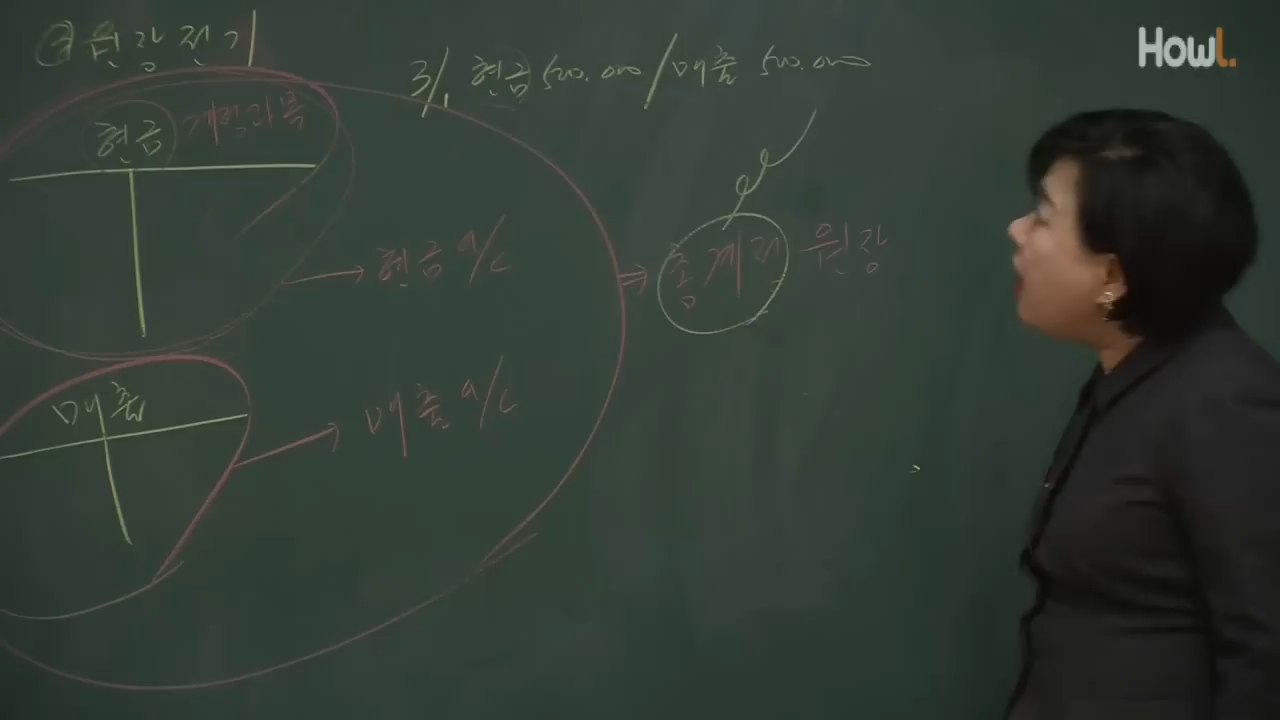 ② 원장전기
Howl.
3/1 현금 500.000 / 매출 500.000
현금 계정과목
총계정 원장
현금 a/c
매출
매출 a/c